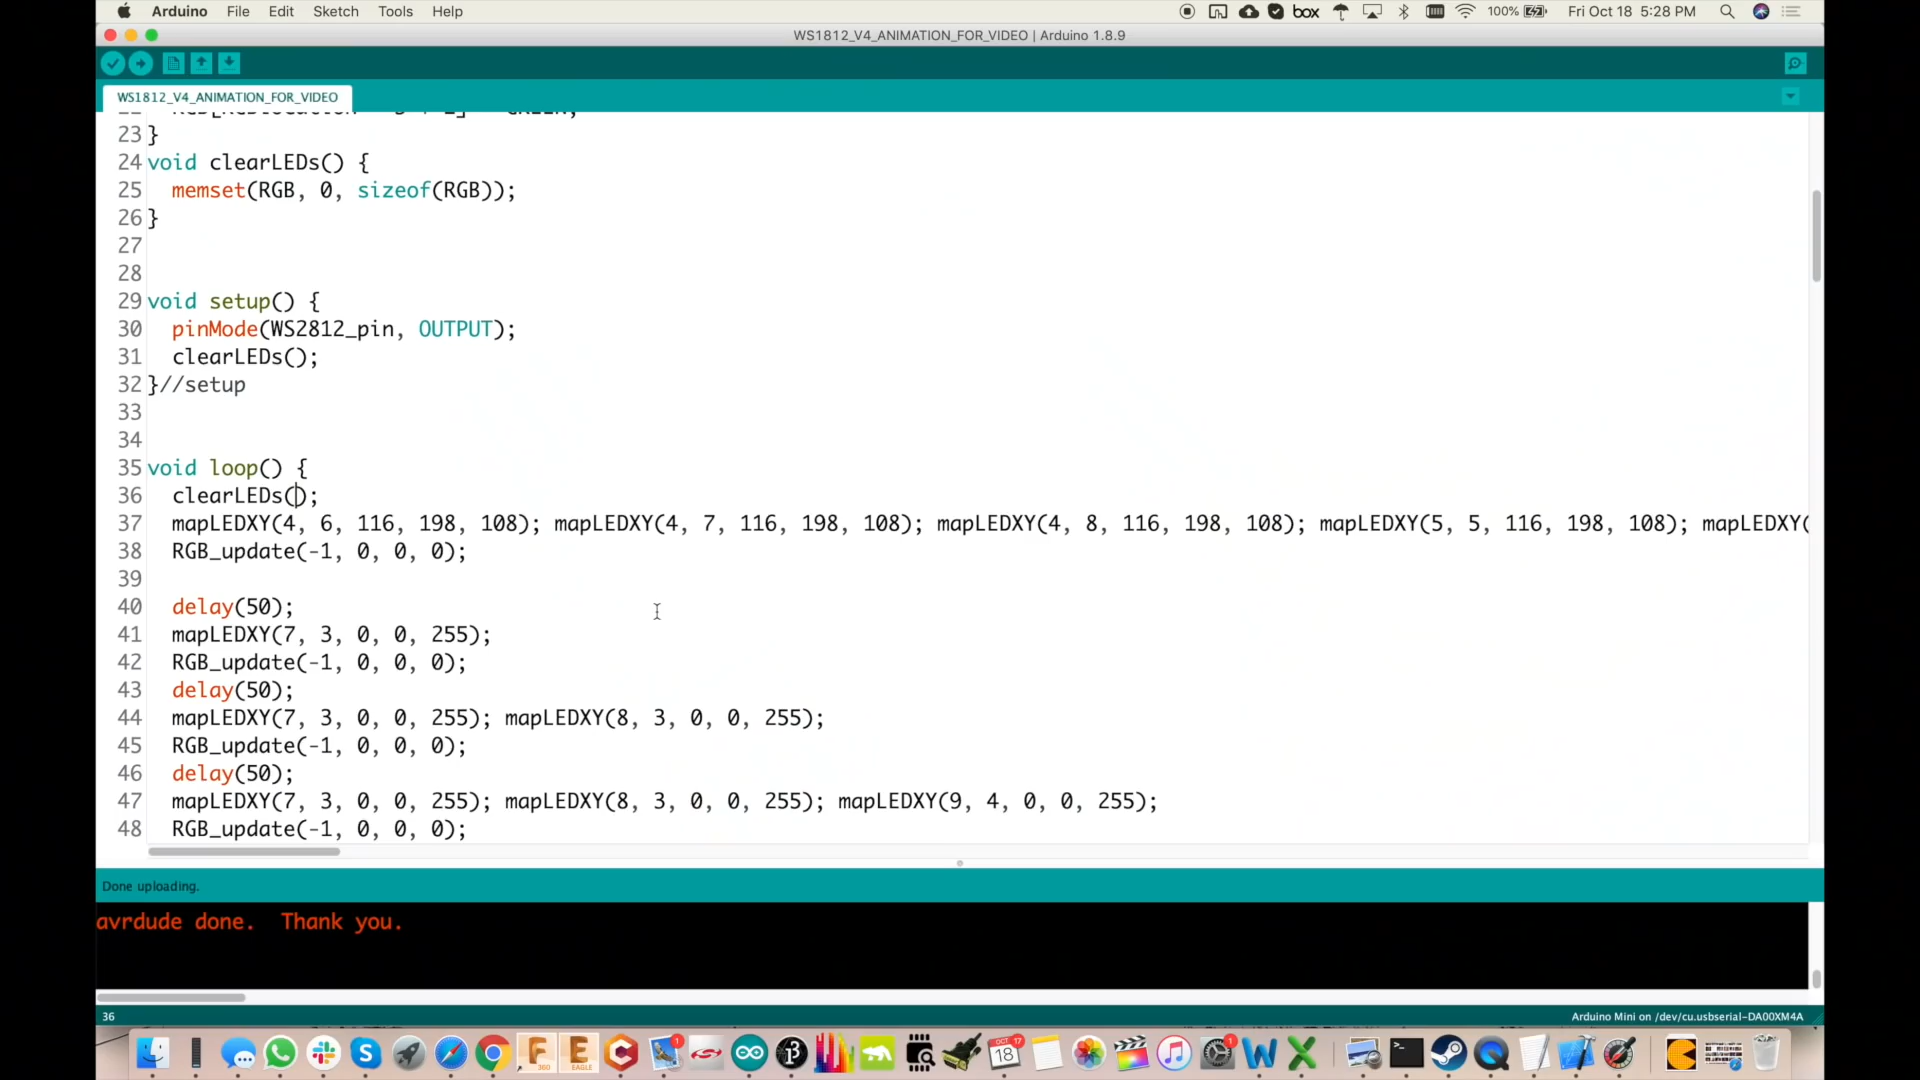 Arduino File Edit Sketch Tools Help
box 100% Fri Oct 18 5:28 PM
WS1812_V4_ANIMATION_FOR_VIDEO | Arduino 1.8.9
WS1812_V4_ANIMATION_FOR_VIDEO
23 }
24 void clearLEDs() {
25 memset(RGB, 0, sizeof(RGB));
26 }
27
28
29 void setup() {
30 pinMode(WS2812_pin, OUTPUT);
31 clearLEDs();
32 }//setup
33
34
35 void loop() {
36 clearLEDs();
37 mapLEDXY(4, 6, 116, 198, 108); mapLEDXY(4, 7, 116, 198, 108); mapLEDXY(4, 8, 116, 198, 108); mapLEDXY(5, 5, 116, 198, 108); mapLEDXY(
38 RGB_update(-1, 0, 0, 0);
39
40 delay(50);
41 mapLEDXY(7, 3, 0, 0, 255);
42 RGB_update(-1, 0, 0, 0);
43 delay(50);
44 mapLEDXY(7, 3, 0, 0, 255); mapLEDXY(8, 3, 0, 0, 255);
45 RGB_update(-1, 0, 0, 0);
46 delay(50);
47 mapLEDXY(7, 3, 0, 0, 255); mapLEDXY(8, 3, 0, 0, 255); mapLEDXY(9, 4, 0, 0, 255);
48 RGB_update(-1, 0, 0, 0);
Done uploading.
avrdude done. Thank you.
36 Arduino Mini on /dev/cu.usbserial-DA00XM4A